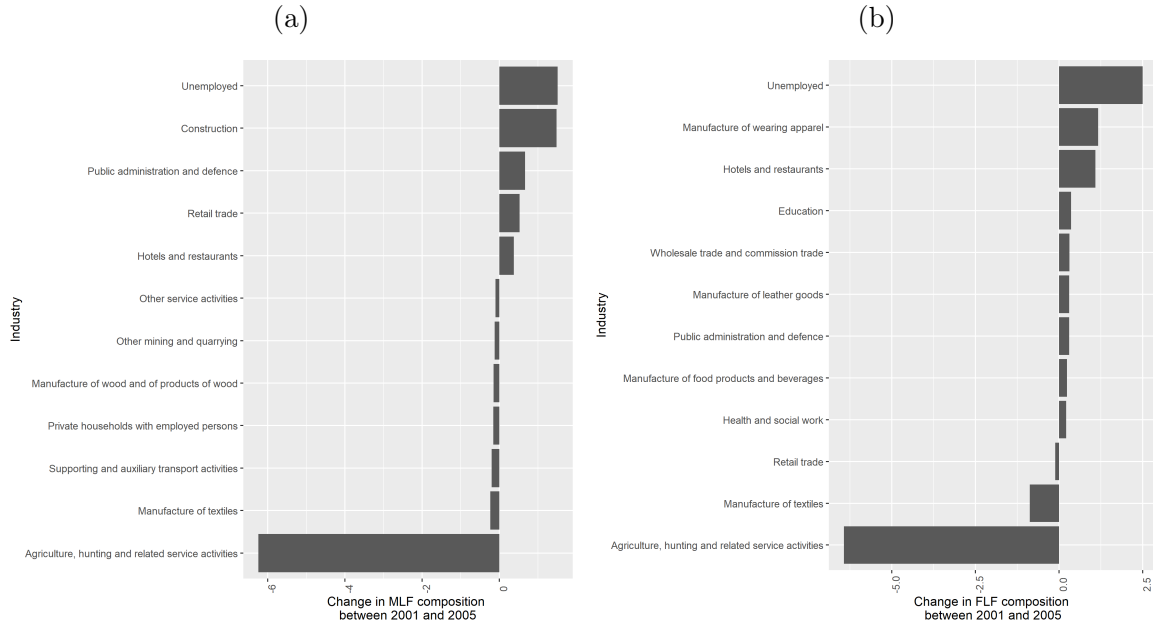 (a)
Industry
Unemployed
Construction
Public administration and defence
Retail trade
Hotels and restaurants
Other service activities
Other mining and quarrying
Manufacture of wood and of products of wood
Private households with employed persons
Supporting and auxiliary transport activities
Manufacture of textiles
Agriculture, hunting and related service activities
-6 -4 -2 0
Change in MLF composition
between 2001 and 2005
(b)
Industry
Unemployed
Manufacture of wearing apparel
Hotels and restaurants
Education
Wholesale trade and commission trade
Manufacture of leather goods
Public administration and defence
Manufacture of food products and beverages
Health and social work
Retail trade
Manufacture of textiles
Agriculture, hunting and related service activities
-5.0 -2.5 0.0 2.5
Change in FLF composition
between 2001 and 2005